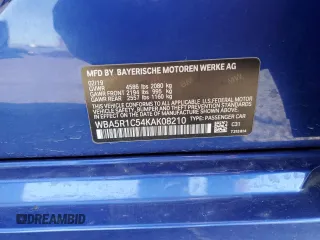 MFD BY BAYERISCHE MOTOREN WERKE AG
02/19
GVWR 4586 LBS 2080 KG
GAWR FRONT 2194 LBS 995 KG
GAWR REAR 2557 LBS 1160 KG
THIS VEHICLE CONFORMS TO ALL APPLICABLE U.S. FEDERAL MOTOR
VEHICLE SAFETY, BUMPER, AND THEFT PREVENTION STANDARDS
IN EFFECT ON THE DATE OF MANUFACTURE SHOWN ABOVE.
WBA5R1C54KAK08210 TYPE: PASSENGER CAR
C31
DREAMBID